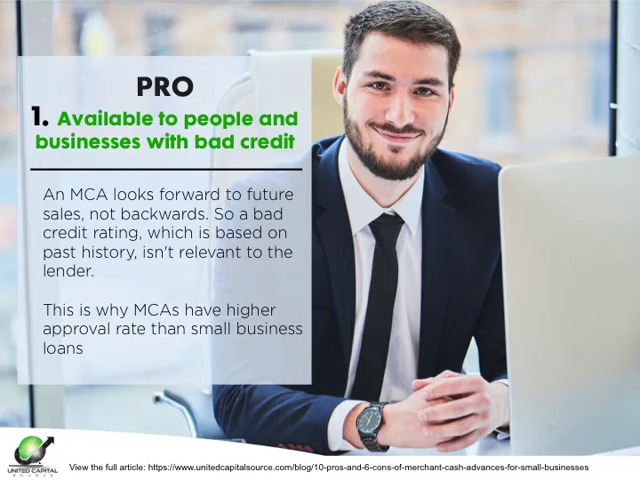 PRO
1. Available to people and
businesses with bad credit
An MCA looks forward to future
sales, not backwards. So a bad
credit rating, which is based on
past history, isn't relevant to the
lender.
This is why MCAs have higher
approval rate than small business
loans
UNITED CAPITAL
SOURCE
View the full article: https://www.unitedcapitalsource.com/blog/10-pros-and-6-cons-of-merchant-cash-advances-for-small-businesses